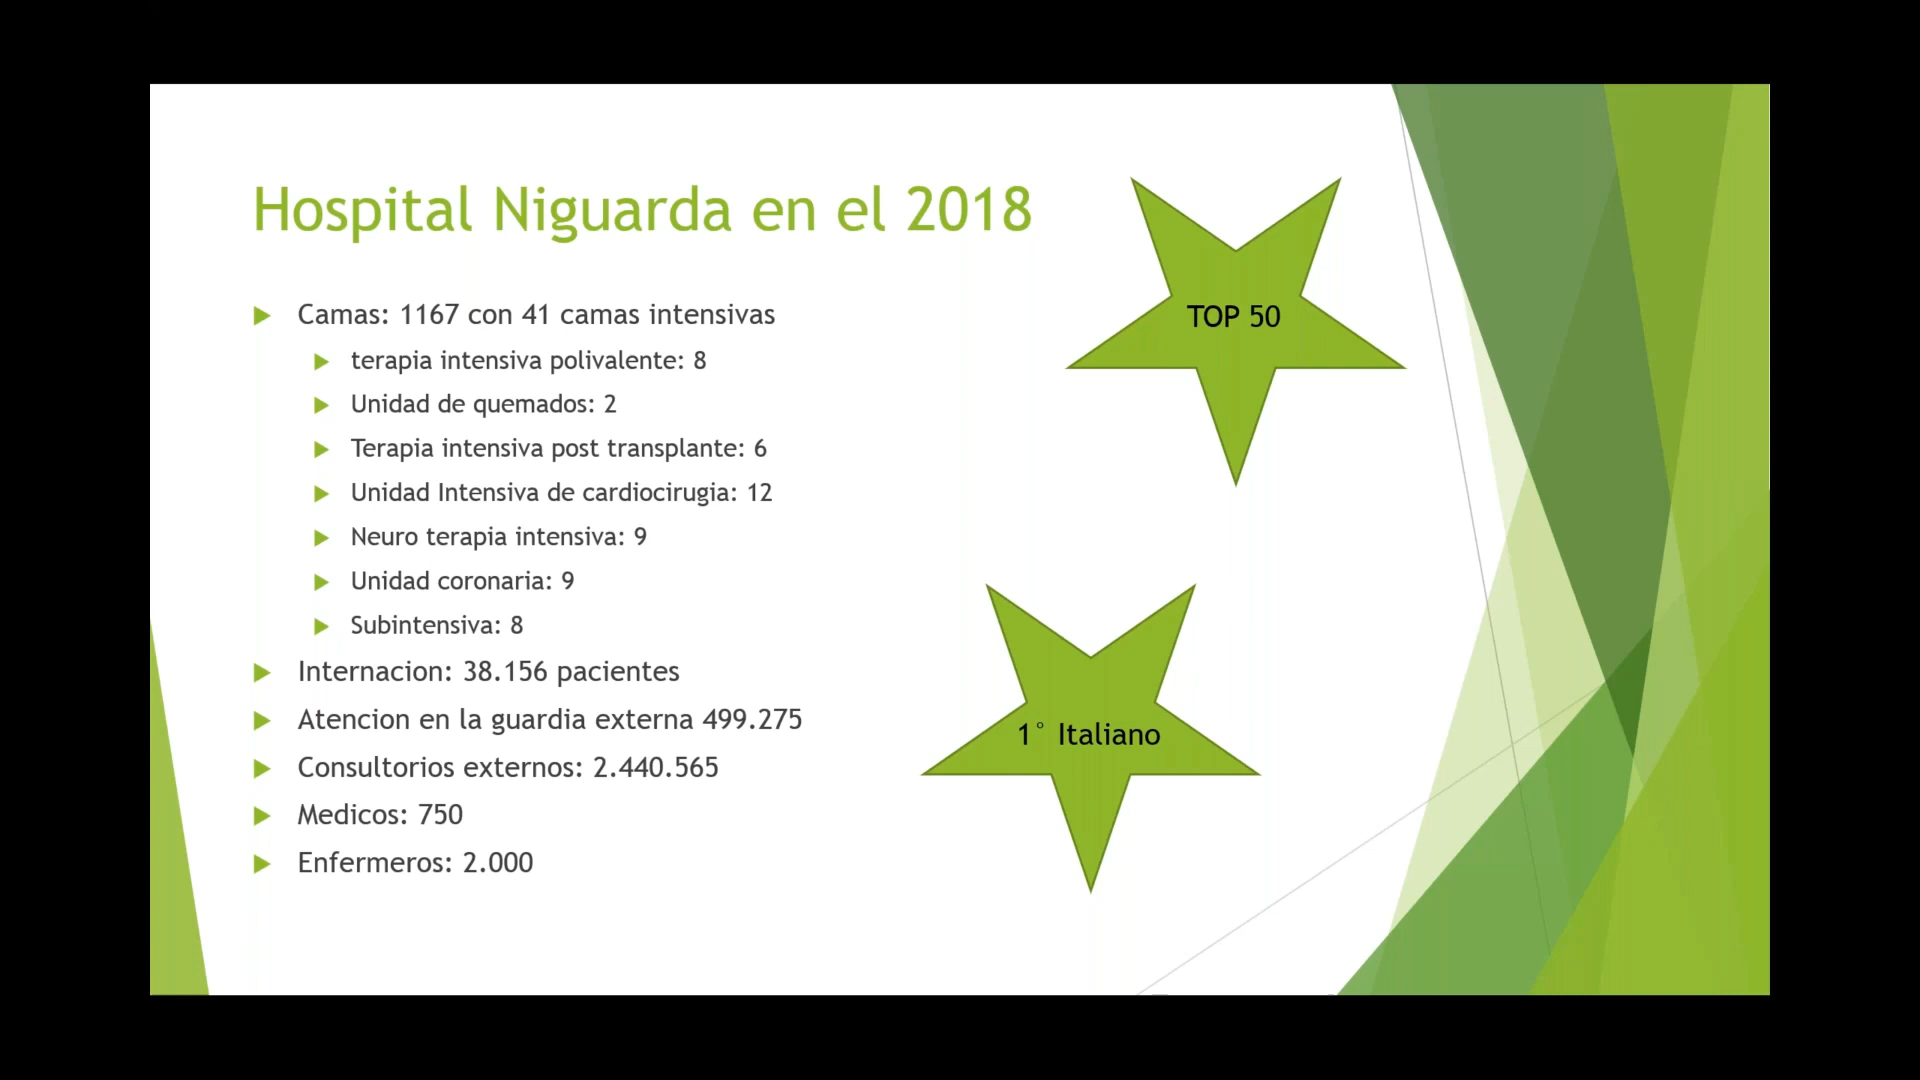 Hospital Niguarda en el 2018
Camas: 1167 con 41 camas intensivas
terapia intensiva polivalente: 8
Unidad de quemados: 2
Terapia intensiva post transplante: 6
Unidad Intensiva de cardiocirugia: 12
Neuro terapia intensiva: 9
Unidad coronaria: 9
Subintensiva: 8
Internacion: 38.156 pacientes
Atencion en la guardia externa 499.275
Consultorios externos: 2.440.565
Medicos: 750
Enfermeros: 2.000
TOP 50
1° Italiano